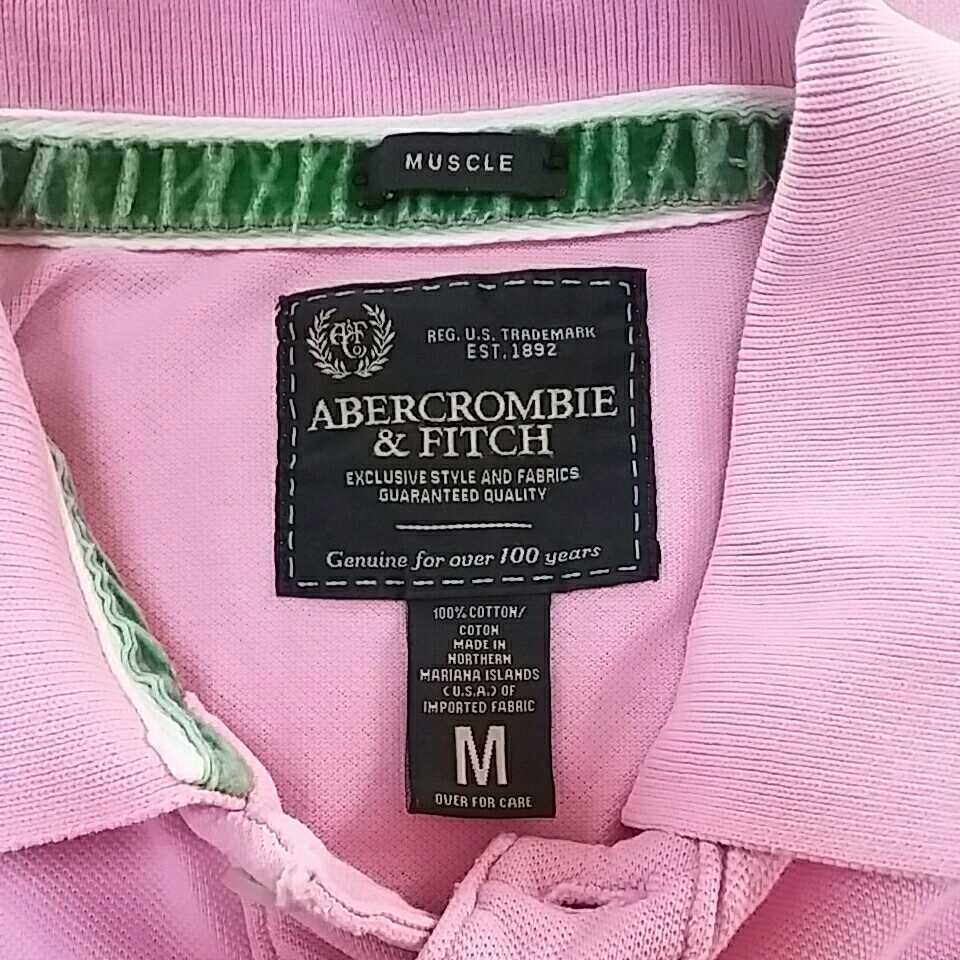 MUSCLE
A&F
Co
REG. U.S. TRADEMARK
EST. 1892
ABERCROMBIE
& FITCH
EXCLUSIVE STYLE AND FABRICS
GUARANTEED QUALITY
Genuine for over 100 years
100% COTTON/
COTON
MADE IN
NORTHERN
MARIANA ISLANDS
(U.S.A.) OF
IMPORTED FABRIC
M
OVER FOR CARE